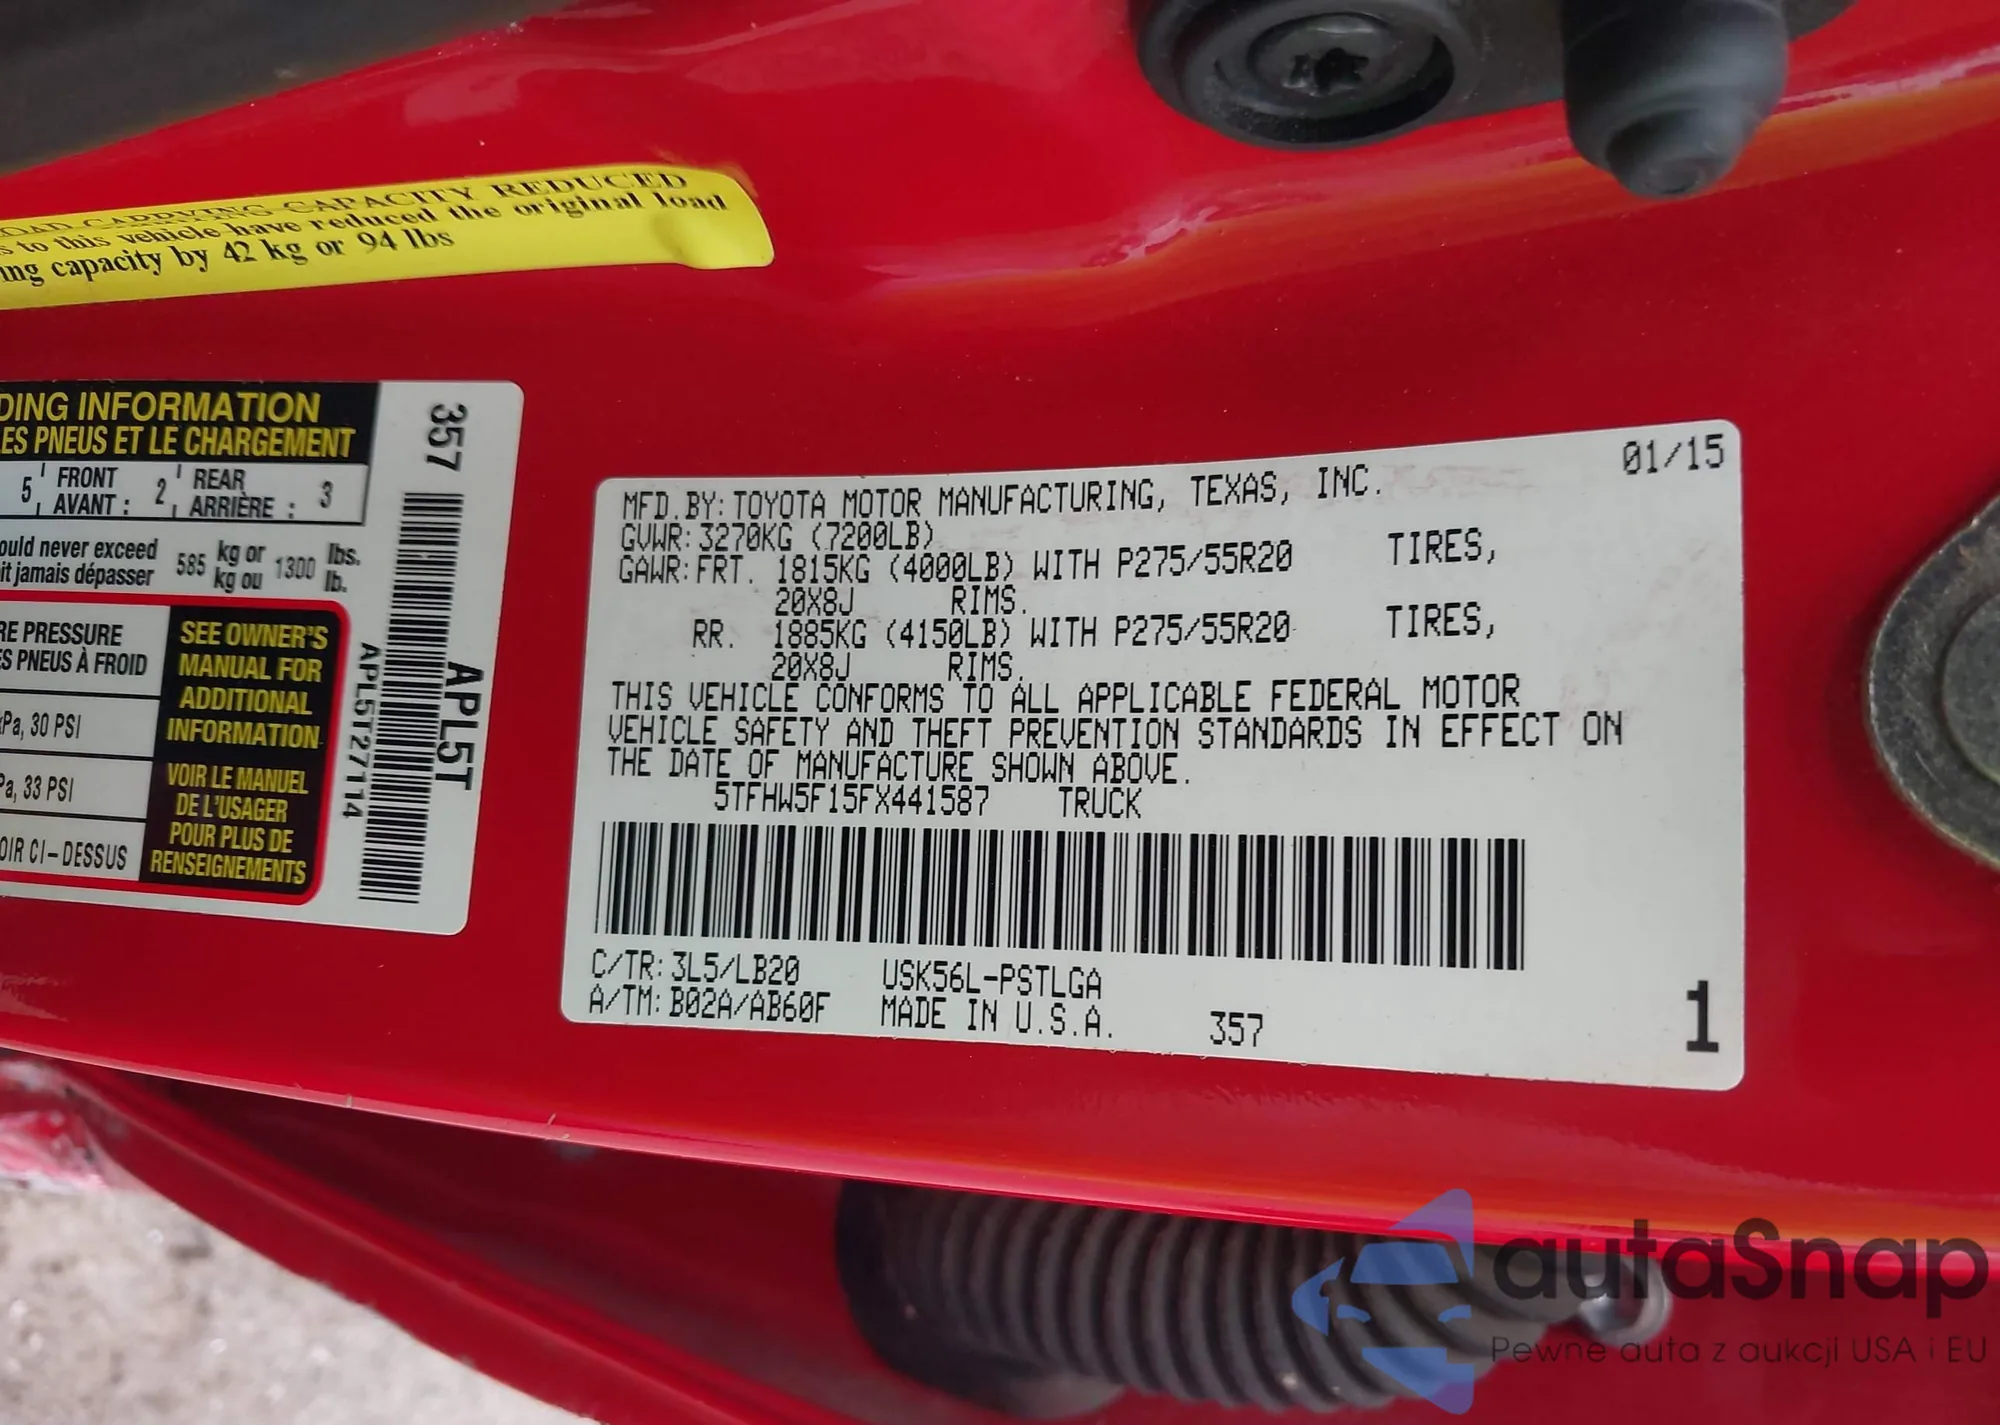 OAD CARRYING CAPACITY REDUCED
s to this vehicle have reduced the original load
ing capacity by 42 kg or 94 lbs
DING INFORMATION
ES PNEUS ET LE CHARGEMENT
5 FRONT AVANT : 2 REAR ARRIÈRE : 3
ould never exceed 585 kg or 1300 lbs.
it jamais dépasser kg ou lb.
RE PRESSURE
ES PNEUS À FROID
kPa, 30 PSI
Pa, 33 PSI
OIR CI-DESSUS
SEE OWNER'S
MANUAL FOR
ADDITIONAL
INFORMATION
VOIR LE MANUEL
DE L'USAGER
POUR PLUS DE
RENSEIGNEMENTS
357
APL5T
APL5T27114
01/15
MFD.BY:TOYOTA MOTOR MANUFACTURING, TEXAS, INC.
GVWR:3270KG (7200LB)
GAWR:FRT. 1815KG (4000LB) WITH P275/55R20 TIRES,
20X8J RIMS.
RR. 1885KG (4150LB) WITH P275/55R20 TIRES,
20X8J RIMS.
THIS VEHICLE CONFORMS TO ALL APPLICABLE FEDERAL MOTOR
VEHICLE SAFETY AND THEFT PREVENTION STANDARDS IN EFFECT ON
THE DATE OF MANUFACTURE SHOWN ABOVE.
5TFHW5F15FX441587 TRUCK
C/TR:3L5/LB20 USK56L-PSTLGA
A/TM:B02A/AB60F MADE IN U.S.A. 357
1
autaSnap
Pewne auta z aukcji USA i EU